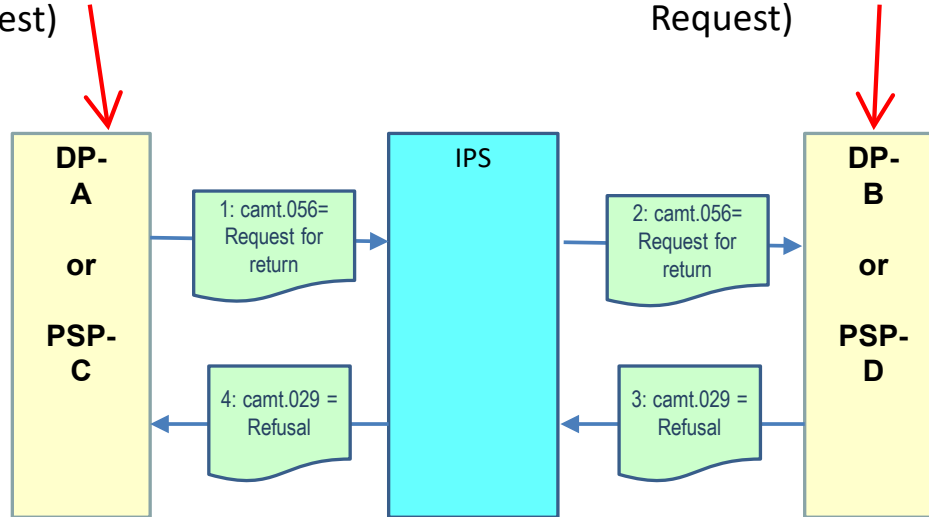 est)
Request)
DP-
A
or
PSP-
C
1: camt.056=
Request for
return
4: camt.029 =
Refusal
IPS
2: camt.056=
Request for
return
3: camt.029 =
Refusal
DP-
B
or
PSP-
D